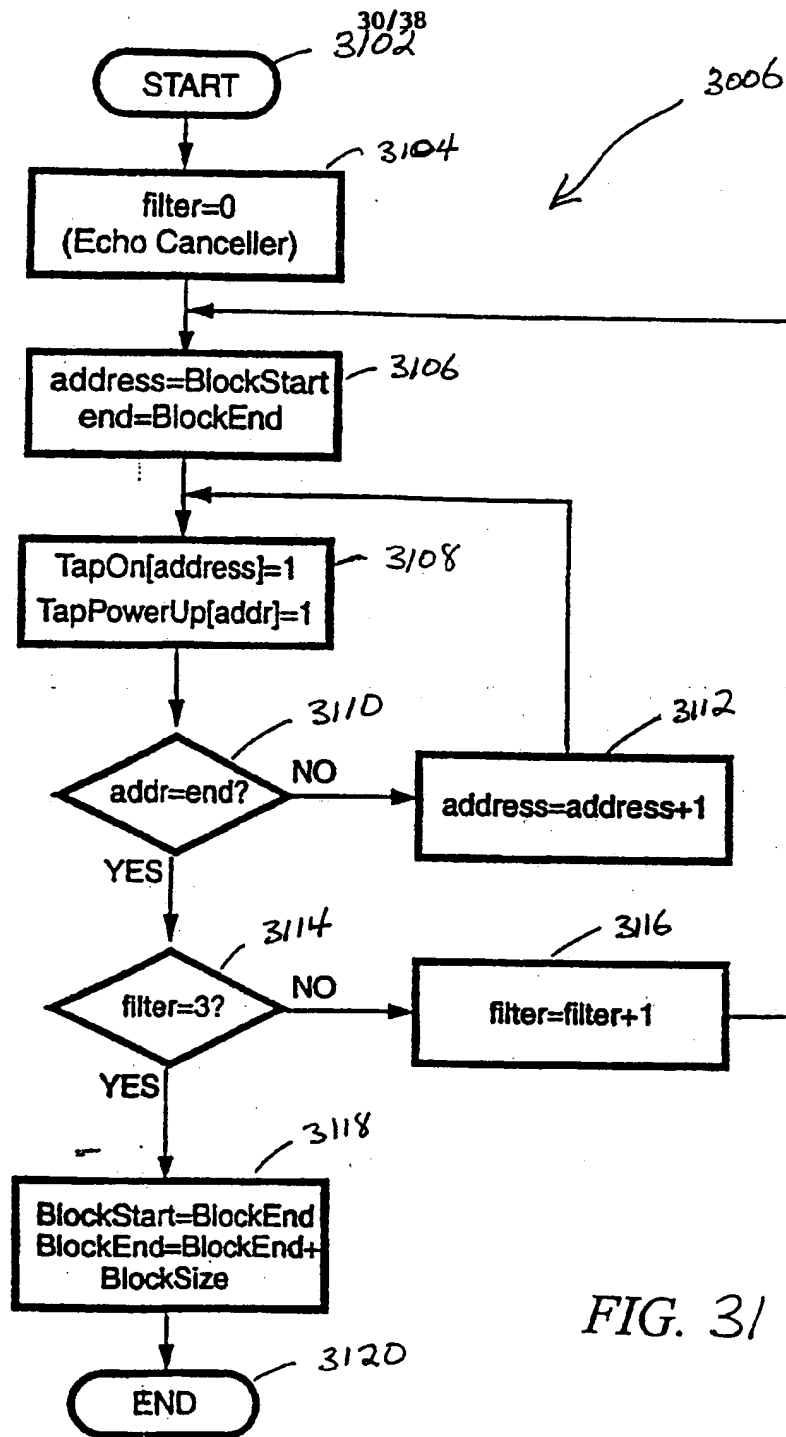 30/38
3102
START
3006
3104
filter=0
(Echo Canceller)
3106
address=BlockStart
end=BlockEnd
3108
TapOn[address]=1
TapPowerUp[addr]=1
3110
addr=end?
NO
3112
address=address+1
YES
3114
filter=3?
NO
3116
filter=filter+1
YES
3118
BlockStart=BlockEnd
BlockEnd=BlockEnd+
BlockSize
FIG. 31
3120
END